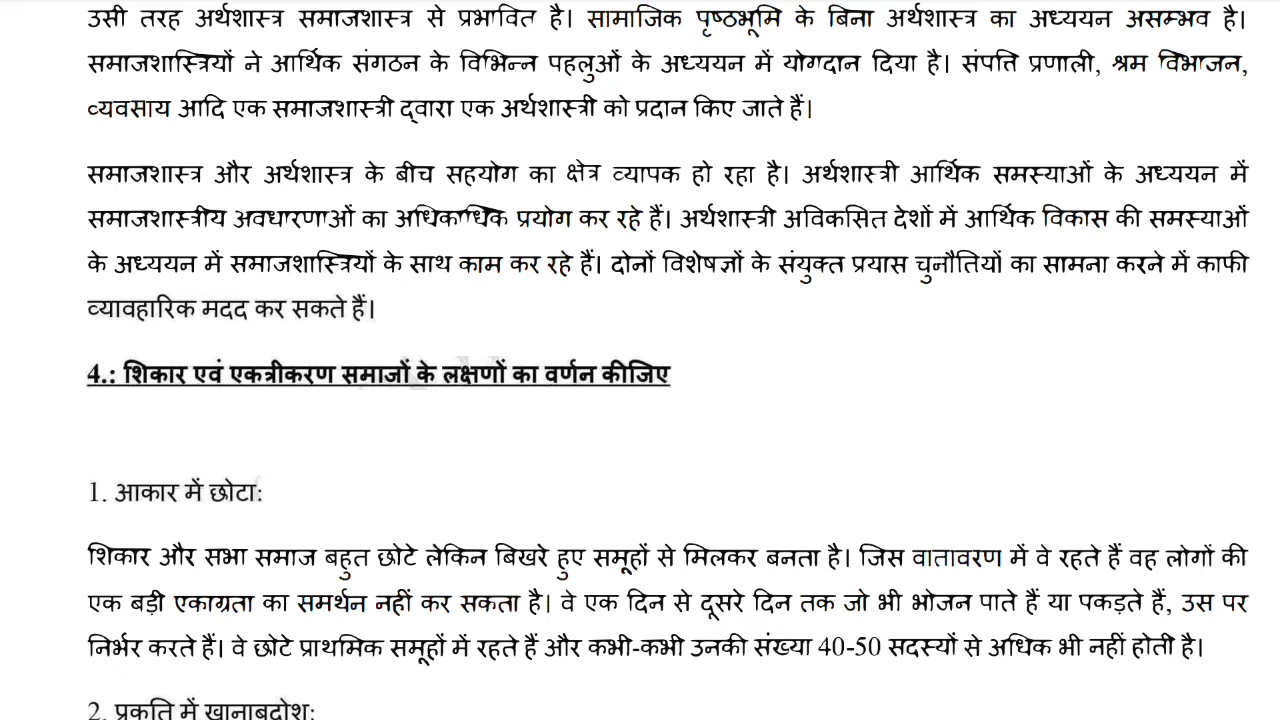 उसी तरह अर्थशास्त्र समाजशास्त्र से प्रभावित है। सामाजिक पृष्ठभूमि के बिना अर्थशास्त्र का अध्ययन असम्भव है।
समाजशास्त्रियों ने आर्थिक संगठन के विभिन्न पहलुओं के अध्ययन में योगदान दिया है। संपत्ति प्रणाली, श्रम विभाजन,
व्यवसाय आदि एक समाजशास्त्री द्वारा एक अर्थशास्त्री को प्रदान किए जाते हैं।
समाजशास्त्र और अर्थशास्त्र के बीच सहयोग का क्षेत्र व्यापक हो रहा है। अर्थशास्त्री आर्थिक समस्याओं के अध्ययन में
समाजशास्त्रीय अवधारणाओं का अधिकाधिक प्रयोग कर रहे हैं। अर्थशास्त्री अविकसित देशों में आर्थिक विकास की समस्याओं
के अध्ययन में समाजशास्त्रियों के साथ काम कर रहे हैं। दोनों विशेषज्ञों के संयुक्त प्रयास चुनौतियों का सामना करने में काफी
व्यावहारिक मदद कर सकते हैं।
4.: शिकार एवं एकत्रीकरण समाजों के लक्षणों का वर्णन कीजिए
1. आकार में छोटा:
शिकार और सभा समाज बहुत छोटे लेकिन बिखरे हुए समूहों से मिलकर बनता है। जिस वातावरण में वे रहते हैं वह लोगों की
एक बड़ी एकाग्रता का समर्थन नहीं कर सकता है। वे एक दिन से दूसरे दिन तक जो भी भोजन पाते हैं या पकड़ते हैं, उस पर
निर्भर करते हैं। वे छोटे प्राथमिक समूहों में रहते हैं और कभी-कभी उनकी संख्या 40-50 सदस्यों से अधिक भी नहीं होती है।
2. प्रकृति में खानाबदोश: